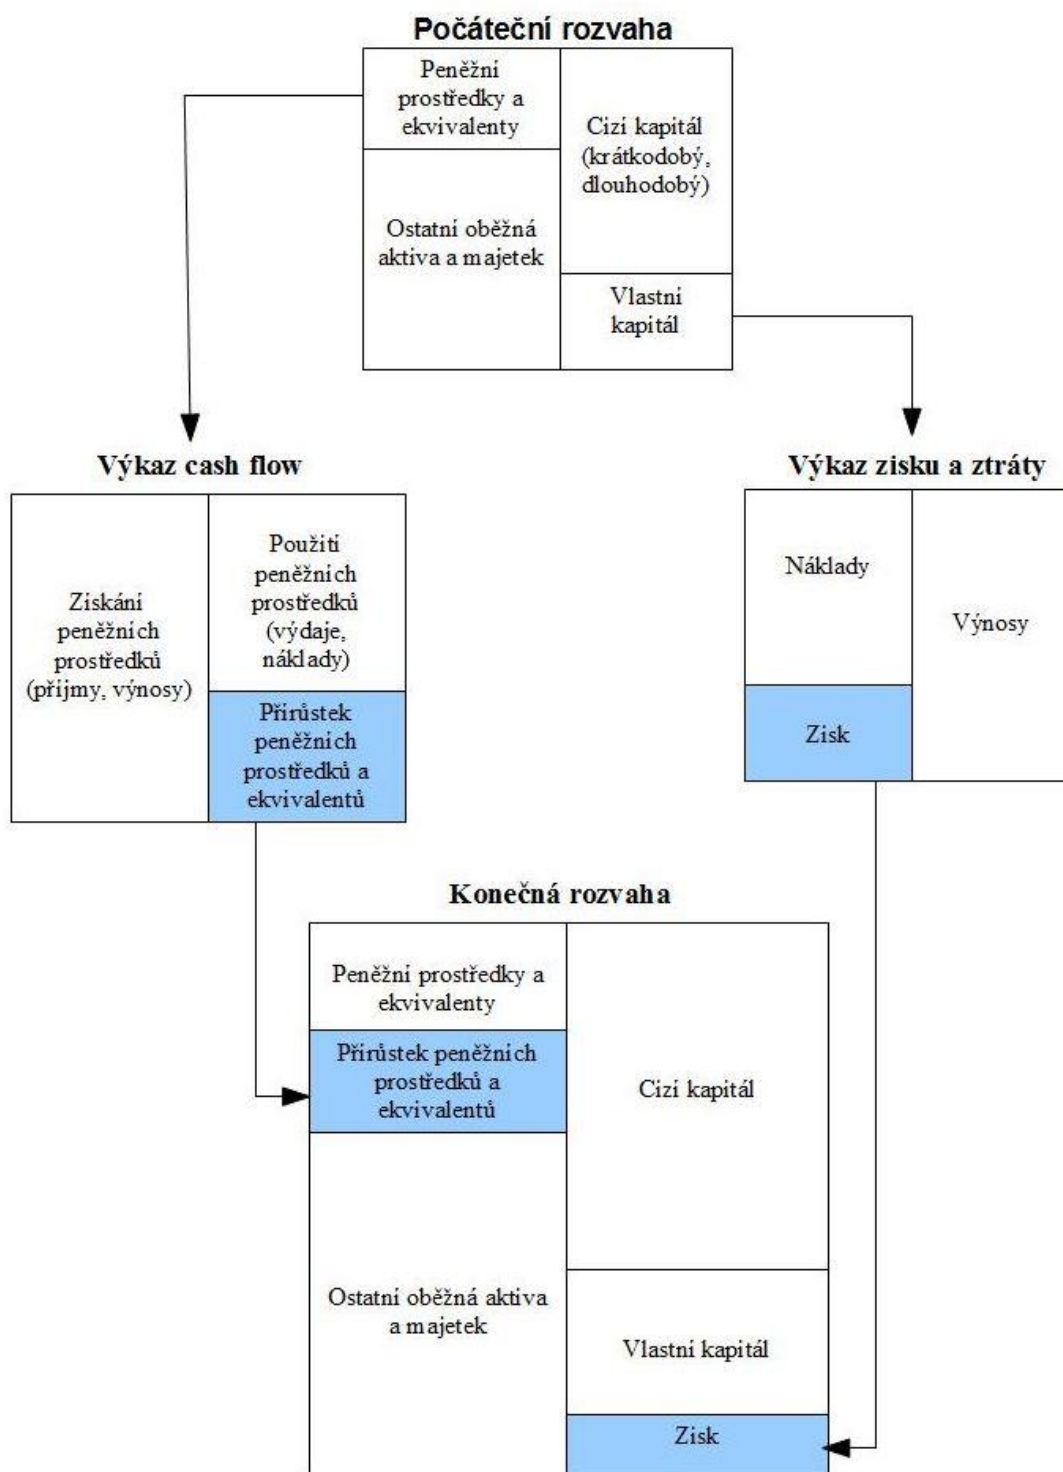 Počáteční rozvaha
Peněžní
prostředky a
ekvivalenty
Cizí kapitál
(krátkodobý,
dlouhodobý)
Ostatní oběžná
aktiva a majetek
Vlastní
kapitál
Výkaz cash flow
Získání
peněžních
prostředků
(příjmy, výnosy)
Použití
peněžních
prostředků
(výdaje,
náklady)
Přírůstek
peněžních
prostředků a
ekvivalentů
Výkaz zisku a ztráty
Náklady
Výnosy
Zisk
Konečná rozvaha
Peněžní prostředky a
ekvivalenty
Přírůstek peněžních
prostředků a
ekvivalentů
Cizí kapitál
Ostatní oběžná aktiva
a majetek
Vlastní kapitál
Zisk